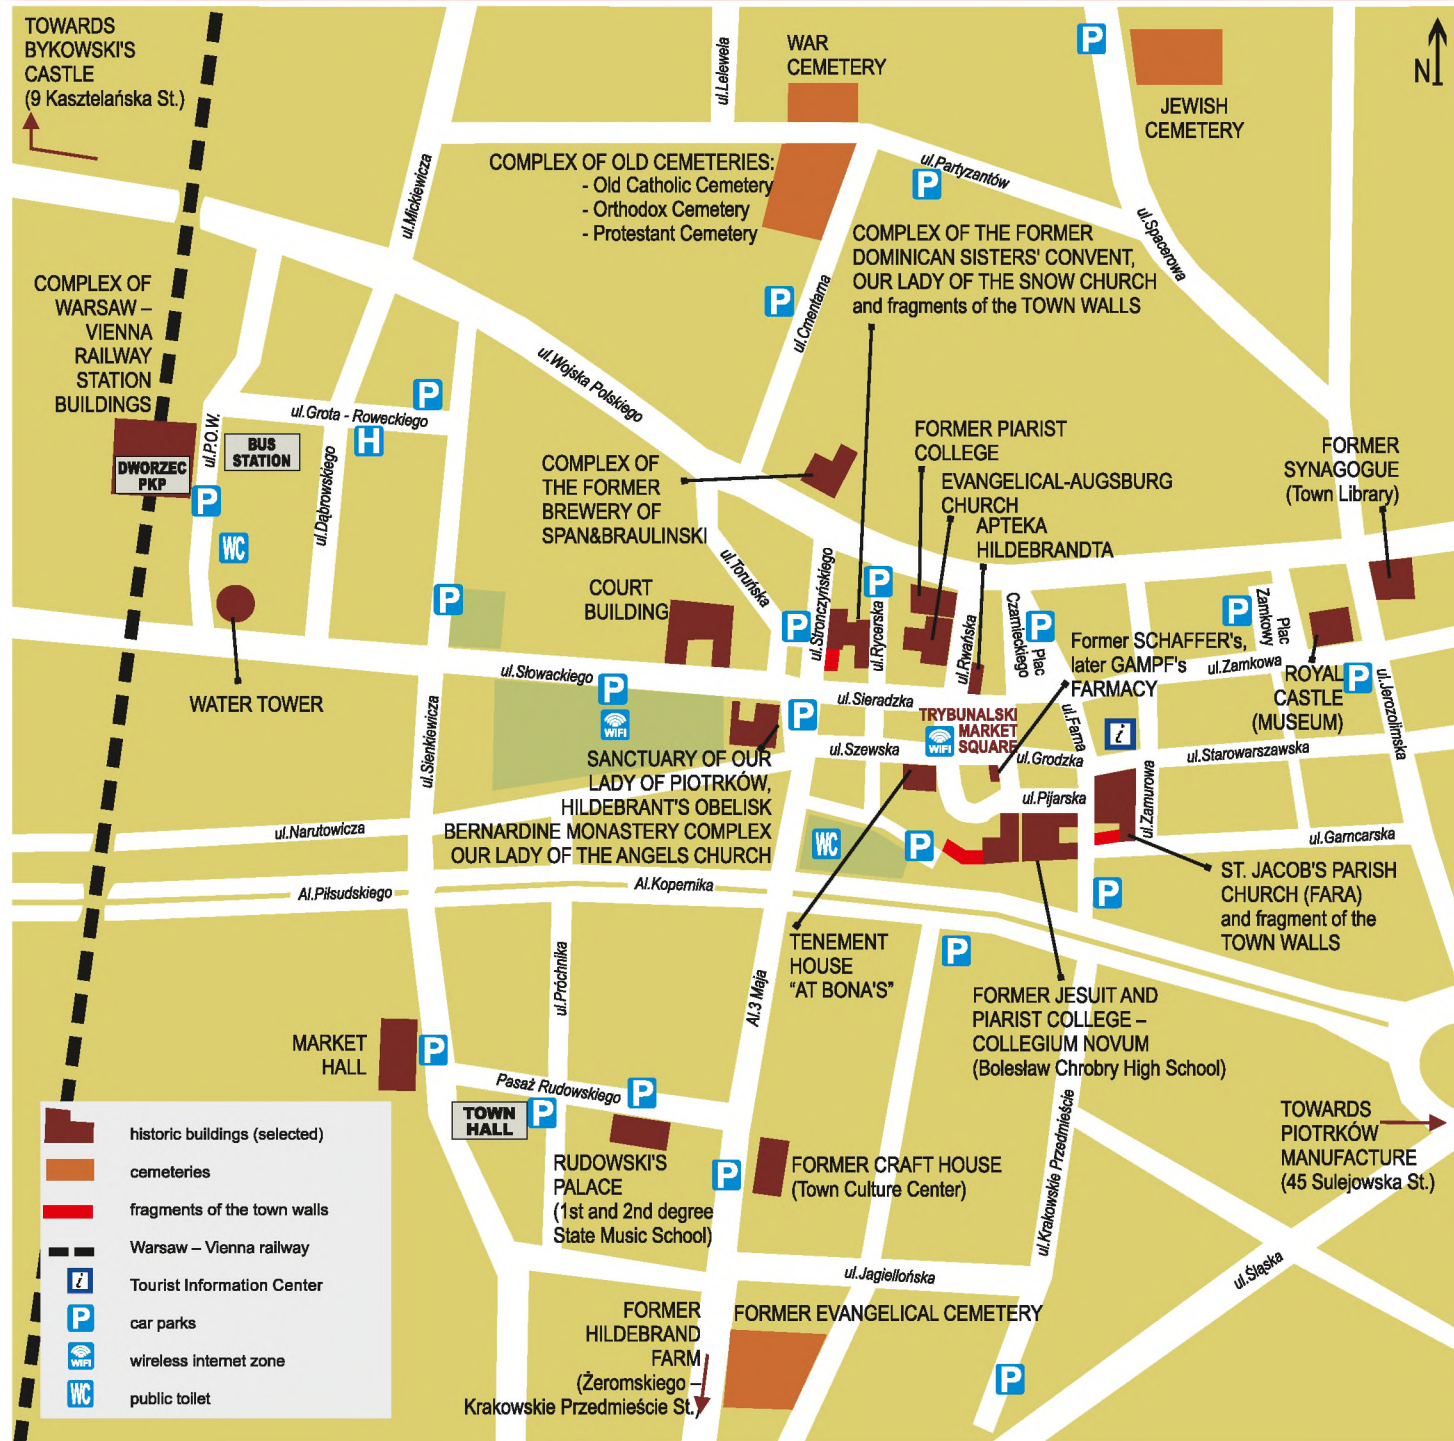 TOWARDS
BYKOWSKI'S
CASTLE
(9 Kasztelańska St.)
WAR
CEMETERY
JEWISH
CEMETERY
N
P
ul.Lelewela
ul.Mickiewicza
COMPLEX OF OLD CEMETERIES:
- Old Catholic Cemetery
- Orthodox Cemetery
- Protestant Cemetery
ul.Partyzantów
P
ul.Spacerowa
COMPLEX OF THE FORMER
DOMINICAN SISTERS' CONVENT,
OUR LADY OF THE SNOW CHURCH
and fragments of the TOWN WALLS
P
ul.Cmentarna
COMPLEX OF
WARSAW –
VIENNA
RAILWAY
STATION
BUILDINGS
ul.Wojska Polskiego
P
ul.Grota - Roweckiego
H
ul.P.O.W.
BUS
STATION
DWORZEC
PKP
P
WC
ul.Dąbrowskiego
COMPLEX OF
THE FORMER
BREWERY OF
SPAN&BRAULINSKI
FORMER PIARIST
COLLEGE
EVANGELICAL-AUGSBURG
CHURCH
APTEKA
HILDEBRANDTA
FORMER
SYNAGOGUE
(Town Library)
ul.Toruńska
COURT
BUILDING
P
P
ul.Stronczyńskiego
P
ul.Rycerska
ul.Rwańska
Plac
Czarnieckiego
P
P
Plac
Zamkowy
Former SCHAFFER's,
later GAMPF's
FARMACY
ul.Zamkowa
ROYAL
CASTLE
(MUSEUM)
P
ul.Jerozolimska
WATER TOWER
ul.Słowackiego
ul.Sienkiewicza
P
WIFI
P
ul.Sieradzka
TRYBUNALSKI
MARKET
SQUARE
WIFI
ul.Farna
i
ul.Szewska
ul.Grodzka
ul.Starowarszawska
SANCTUARY OF OUR
LADY OF PIOTRKÓW,
HILDEBRANT'S OBELISK
BERNARDINE MONASTERY COMPLEX
OUR LADY OF THE ANGELS CHURCH
ul.Pijarska
ul.Zamurowa
ul.Narutowicza
WC
P
ul.Garncarska
Al.Piłsudskiego
Al.Kopernika
P
ST. JACOB'S PARISH
CHURCH (FARA)
and fragment of the
TOWN WALLS
TENEMENT
HOUSE
“AT BONA'S”
P
ul.Próchnika
Al.3 Maja
FORMER JESUIT AND
PIARIST COLLEGE –
COLLEGIUM NOVUM
(Bolesław Chrobry High School)
MARKET
HALL
P
Pasaż Rudowskiego
P
TOWN
HALL
P
ul.Krakowskie Przedmieście
TOWARDS
PIOTRKÓW
MANUFACTURE
(45 Sulejowska St.)
RUDOWSKI'S
PALACE
(1st and 2nd degree
State Music School)
P
FORMER CRAFT HOUSE
(Town Culture Center)
ul.Jagiellońska
ul.Śląska
FORMER
HILDEBRAND
FARM
(Żeromskiego –
Krakowskie Przedmieście St.)
FORMER EVANGELICAL CEMETERY
P
historic buildings (selected)
cemeteries
fragments of the town walls
Warsaw – Vienna railway
i Tourist Information Center
P car parks
WIFI wireless internet zone
WC public toilet